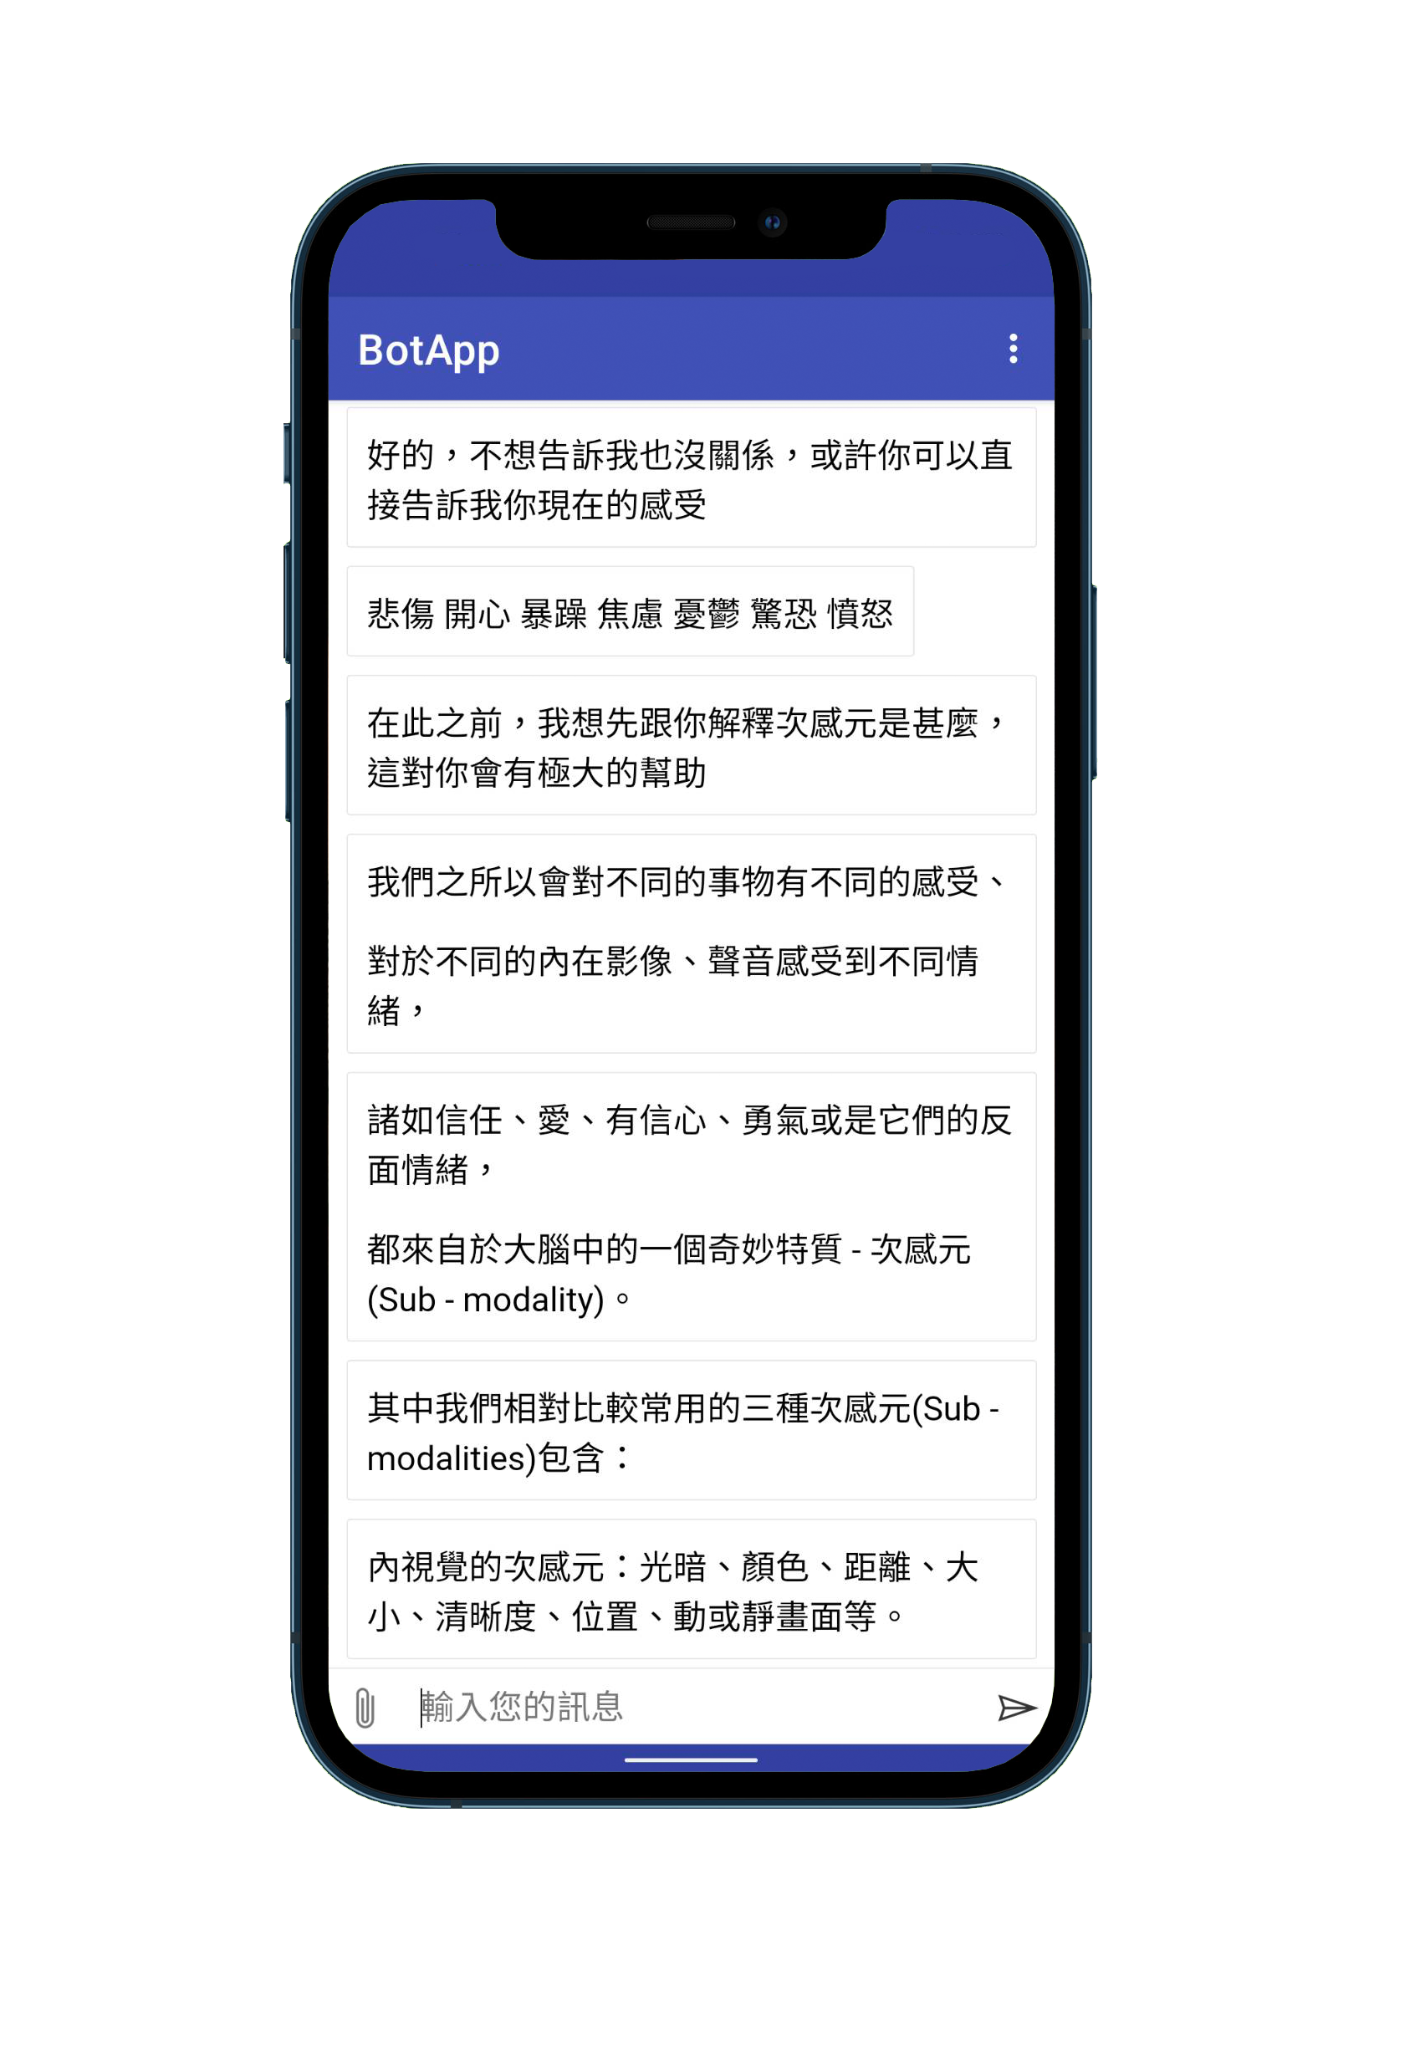 BotApp
好的，不想告訴我也沒關係，或許你可以直
接告訴我你現在的感受
悲傷 開心 暴躁 焦慮 憂鬱 驚恐 憤怒
在此之前，我想先跟你解釋次感元是甚麼，
這對你會有極大的幫助
我們之所以會對不同的事物有不同的感受、
對於不同的內在影像、聲音感受到不同情
緒，
諸如信任、愛、有信心、勇氣或是它們的反
面情緒，
都來自於大腦中的一個奇妙特質 - 次感元
(Sub - modality)。
其中我們相對比較常用的三種次感元(Sub -
modalities)包含：
內視覺的次感元：光暗、顏色、距離、大
小、清晰度、位置、動或靜畫面等。
輸入您的訊息